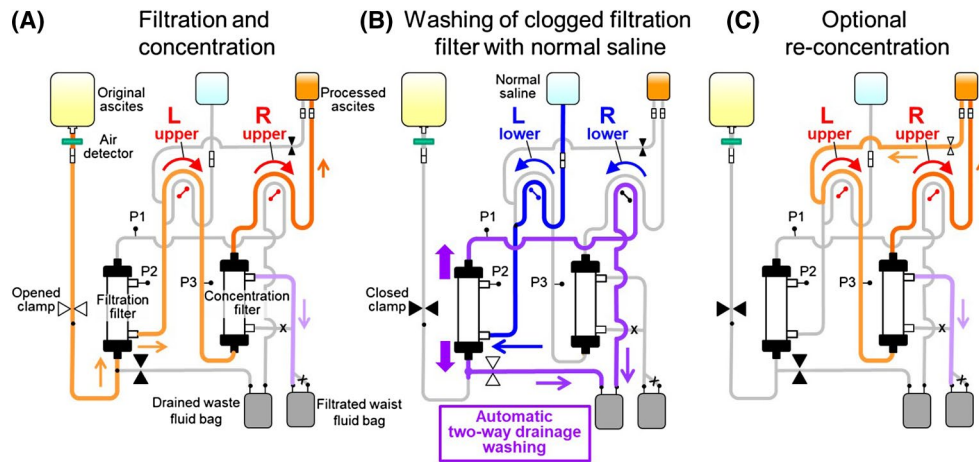 (A)
Filtration and
concentration
Original
ascites
Air
detector
Processed ascites
L
upper
R
upper
P1
P2
P3
Opened
clamp
Filtration
filter
Concentration
filter
x
x
Drained waste
fluid bag
Filtrated waist
fluid bag
(B)
Washing of clogged filtration
filter with normal saline
Normal
saline
L
lower
R
lower
P1
P2
P3
Closed
clamp
x
x
Automatic
two-way drainage
washing
(C)
Optional
re-concentration
L
upper
R
upper
P1
P2
P3
x
x